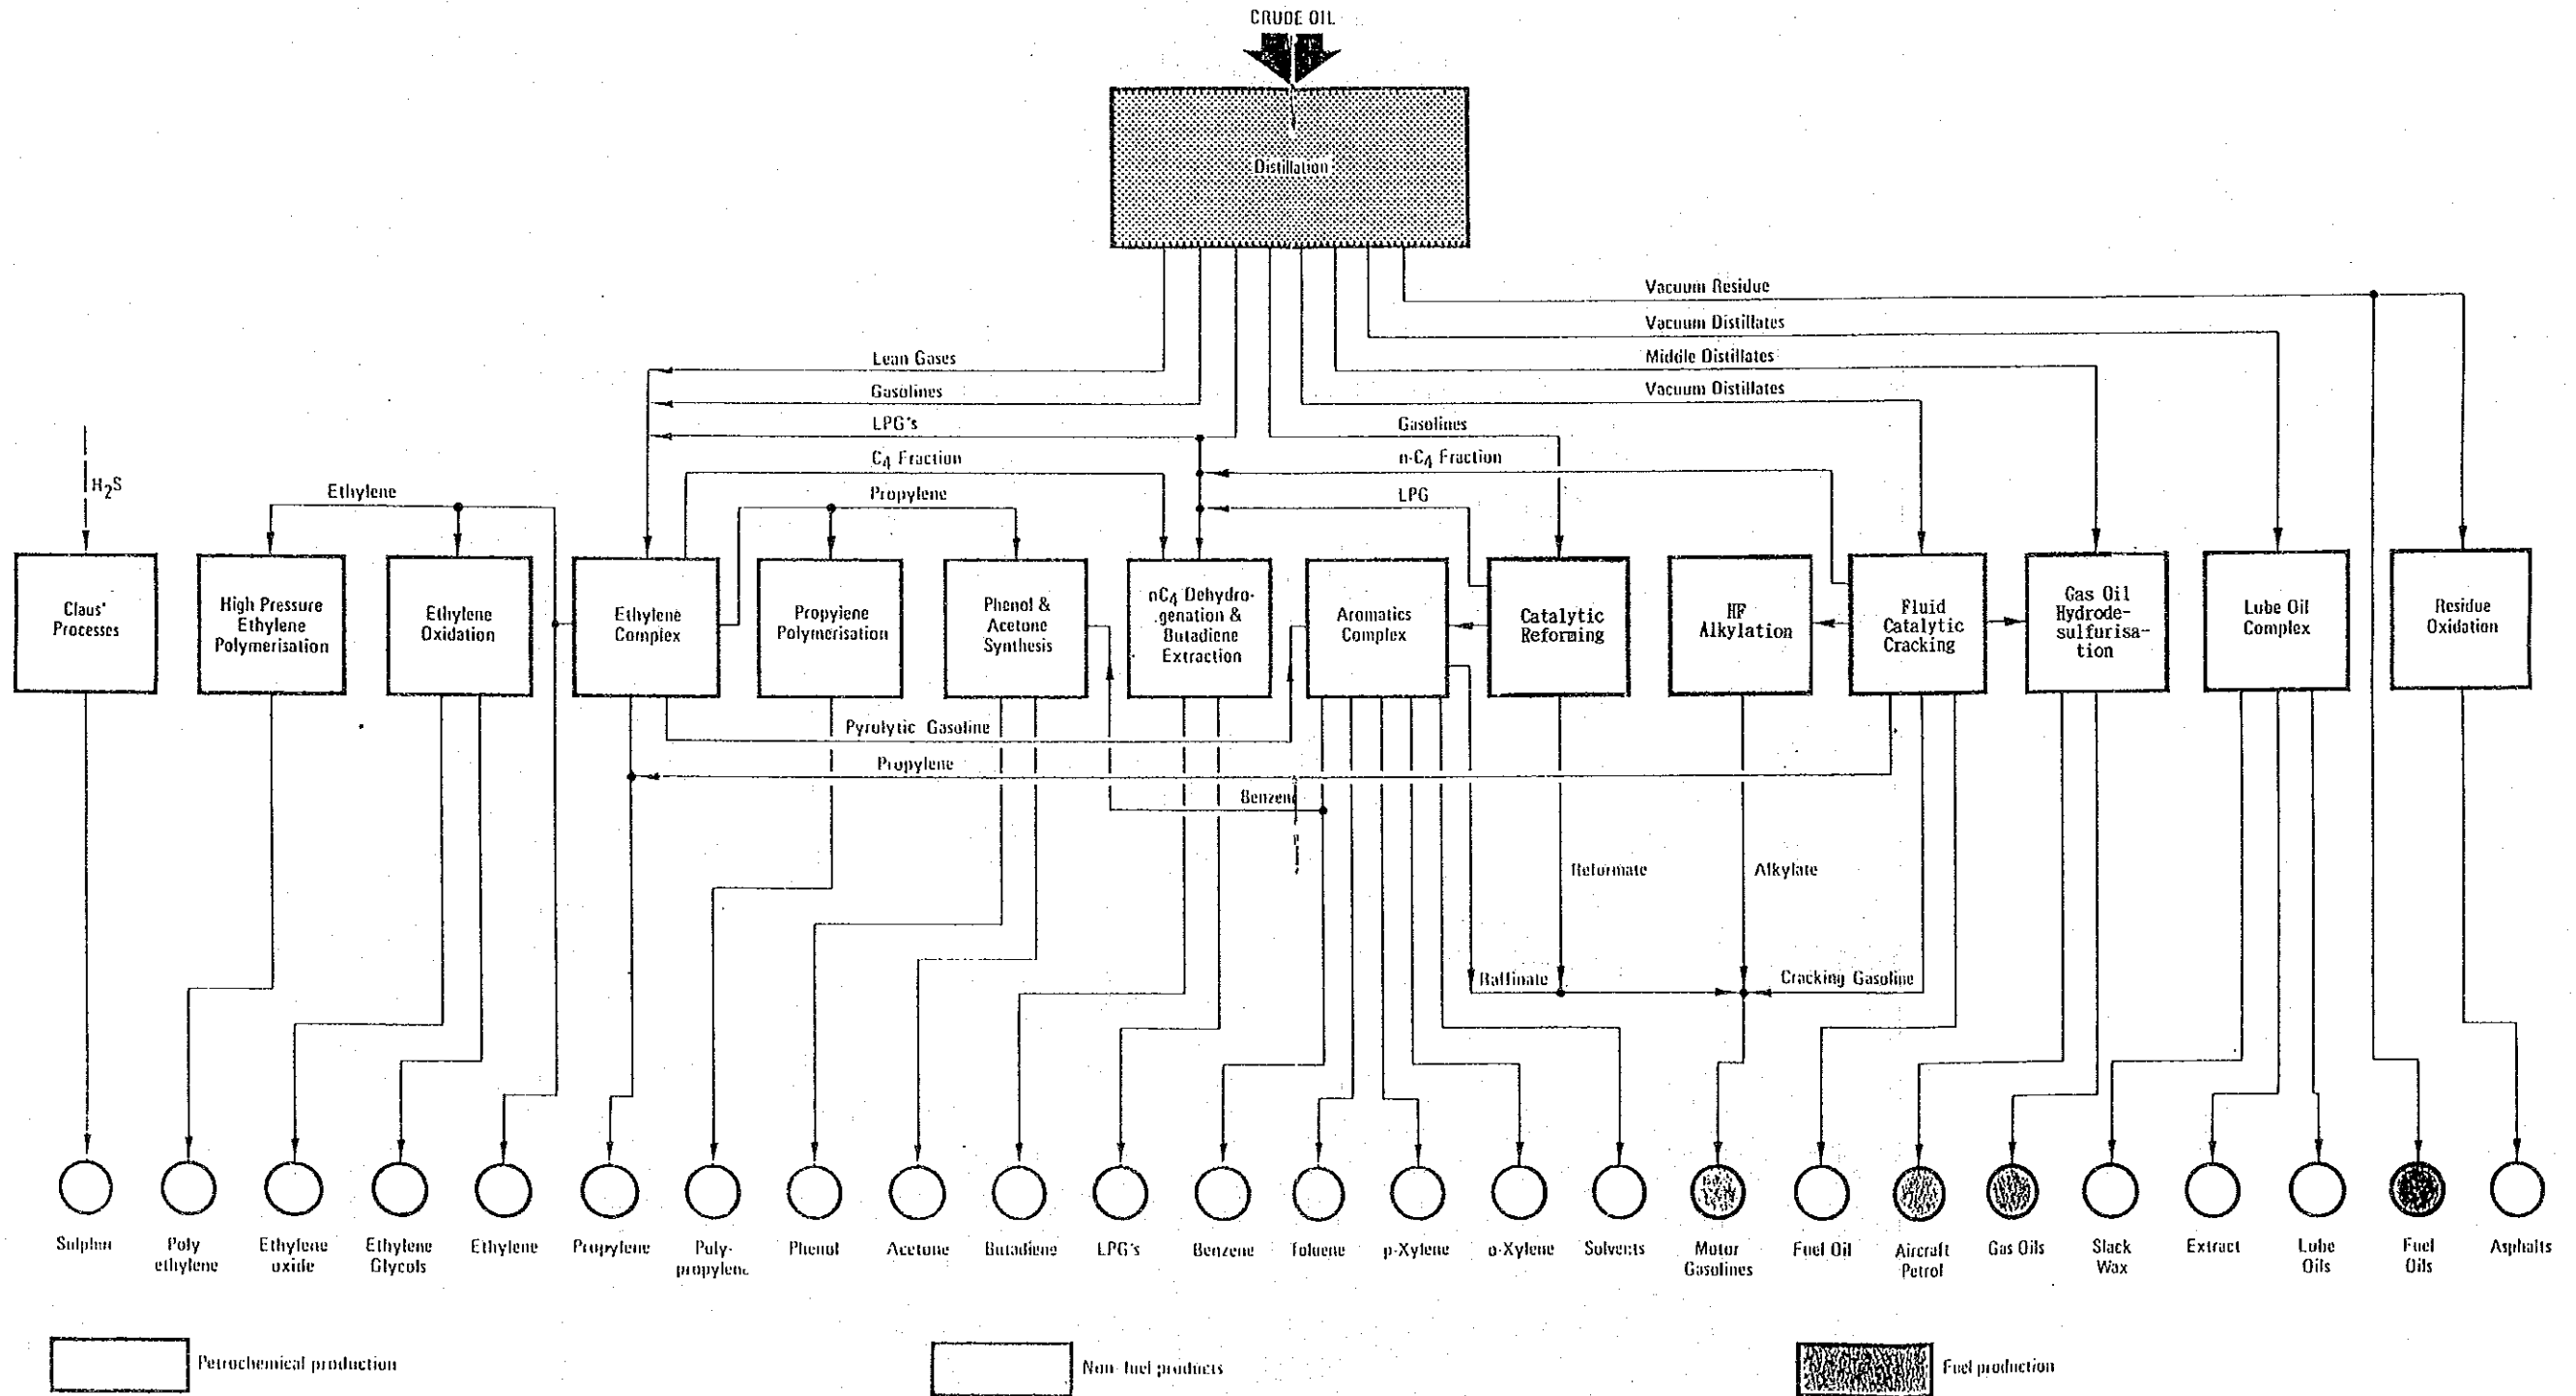 CRUDE OIL
Distillation
Vacuum Residue
Vacuum Distillates
Lean Gases
Middle Distillates
Gasolines
Vacuum Distillates
LPG's
Gasolines
C4 Fraction
n-C4 Fraction
H2S
Ethylene
Propylene
LPG
Claus'
Processes
High Pressure
Ethylene
Polymerisation
Ethylene
Oxidation
Ethylene
Complex
Propylene
Polymerisation
Phenol &
Acetone
Synthesis
nC4 Dehydro-
genation &
Butadiene
Extraction
Aromatics
Complex
Catalytic
Reforming
HF
Alkylation
Fluid
Catalytic
Cracking
Gas Oil
Hydrode-
sulfurisa-
tion
Lube Oil
Complex
Residue
Oxidation
Pyrolytic Gasoline
Propylene
Benzene
Reformate
Alkylate
Raffinate
Cracking Gasoline
Sulphur
Poly
ethylene
Ethylene
oxide
Ethylene
Glycols
Ethylene
Propylene
Poly-
propylene
Phenol
Acetone
Butadiene
LPG's
Benzene
Toluene
p-Xylene
o-Xylene
Solvents
Motor
Gasolines
Fuel Oil
Aircraft
Petrol
Gas Oils
Slack
Wax
Extract
Lube
Oils
Fuel
Oils
Asphalts
Petrochemical production
Non-fuel products
Fuel production